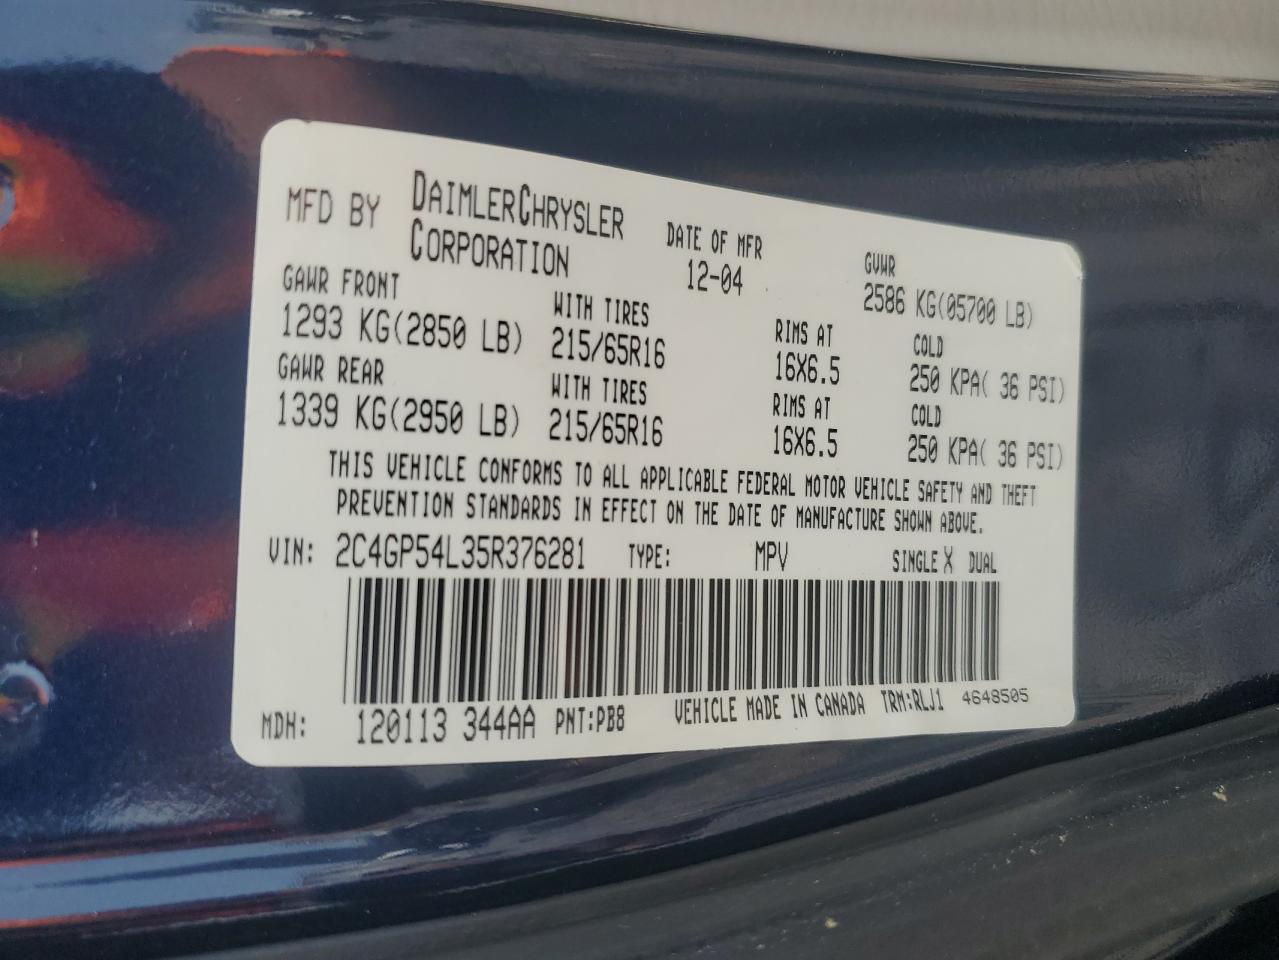 MFD BY DAIMLERCHRYSLER CORPORATION DATE OF MFR 12-04 GVWR 2586 KG(05700 LB)
GAWR FRONT WITH TIRES RIMS AT COLD
1293 KG(2850 LB) 215/65R16 16X6.5 250 KPA( 36 PSI)
GAWR REAR WITH TIRES RIMS AT COLD
1339 KG(2950 LB) 215/65R16 16X6.5 250 KPA( 36 PSI)
THIS VEHICLE CONFORMS TO ALL APPLICABLE FEDERAL MOTOR VEHICLE SAFETY AND THEFT
PREVENTION STANDARDS IN EFFECT ON THE DATE OF MANUFACTURE SHOWN ABOVE.
VIN: 2C4GP54L35R376281 TYPE: MPV SINGLE X DUAL
MDH: 120113 344AA PNT:PB8 VEHICLE MADE IN CANADA TRM:RLJ1 4648505